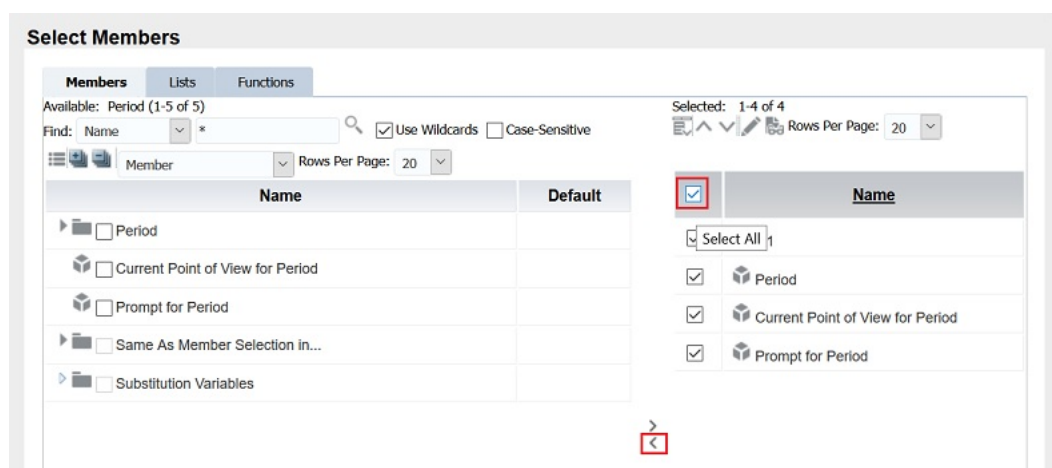 Select Members
Members Lists Functions
Available: Period (1-5 of 5)
Find: Name * Use Wildcards Case-Sensitive
Member Rows Per Page: 20
Name Default
Period
Current Point of View for Period
Prompt for Period
Same As Member Selection in...
Substitution Variables
Selected: 1-4 of 4
Rows Per Page: 20
Name
Select All 1
Period
Current Point of View for Period
Prompt for Period